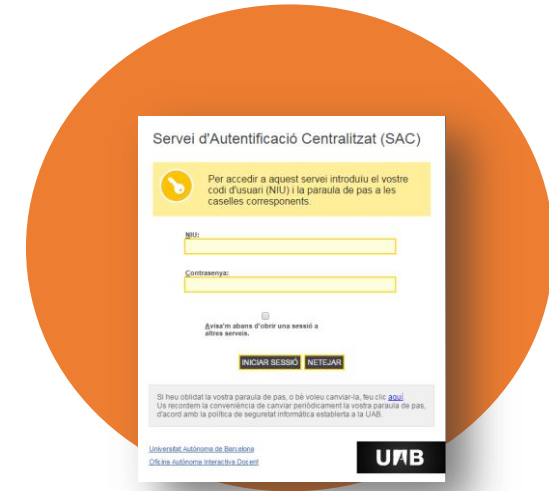 Servei d'Autentificació Centralitzat (SAC)
Per accedir a aquest servei introduïu el vostre
codi d'usuari (NIU) i la paraula de pas a les
caselles corresponents.
NIU:
Contrasenya:
Avisa'm abans d'obrir una sessió a
altres serveis.
INICIAR SESSIÓ NETEJAR
Si heu oblidat la vostra paraula de pas, o bé voleu canviar-la, feu clic aquí.
Us recordem la conveniència de canviar periòdicament la vostra paraula de pas,
d'acord amb la política de seguretat informàtica establerta a la UAB.
Universitat Autònoma de Barcelona
Oficina Autònoma Interactiva Docent
UAB